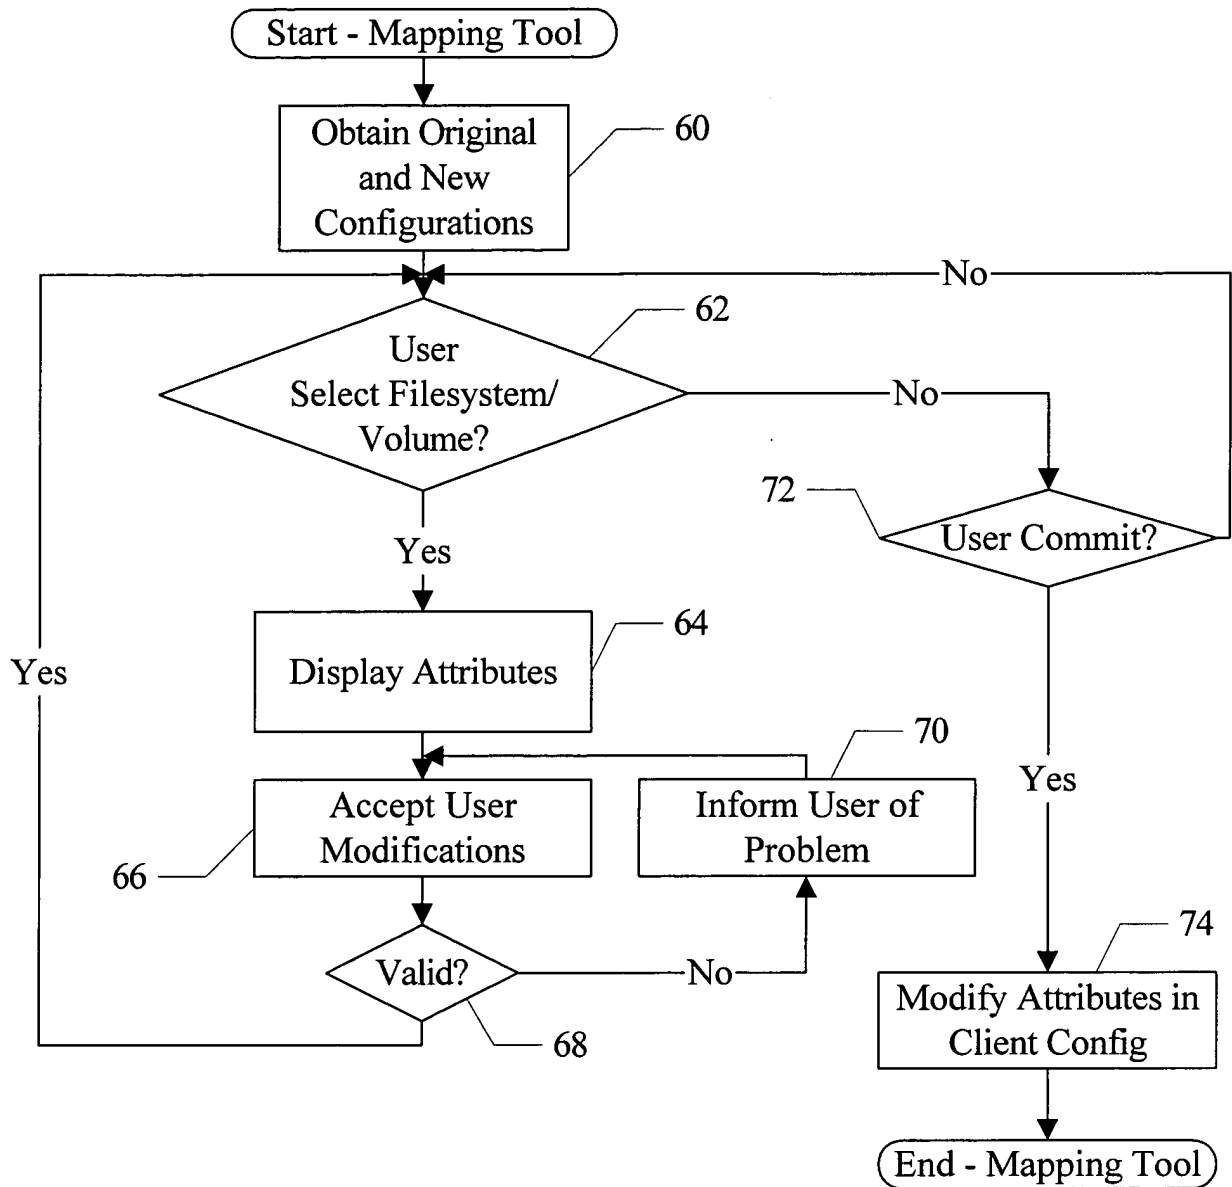 Start - Mapping Tool
Obtain Original
and New
Configurations
60
No
User
Select Filesystem/
Volume?
62
No
72
User Commit?
Yes
Display Attributes
64
Yes
Accept User
Modifications
66
70
Inform User of
Problem
Yes
Valid?
68
No
74
Modify Attributes in
Client Config
End - Mapping Tool